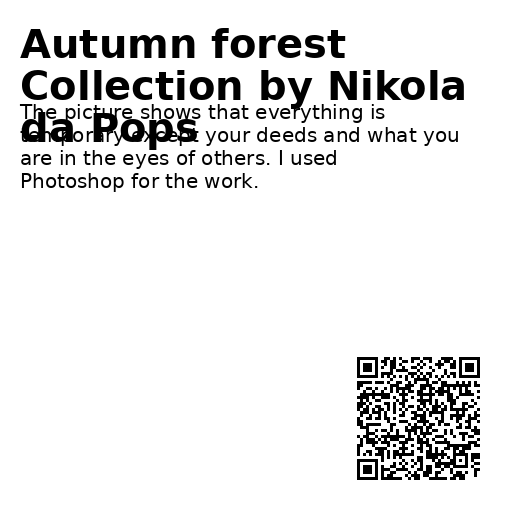 Autumn forest
Collection by Nikola
da Pops
The picture shows that everything is
temporary except your deeds and what you
are in the eyes of others. I used
Photoshop for the work.